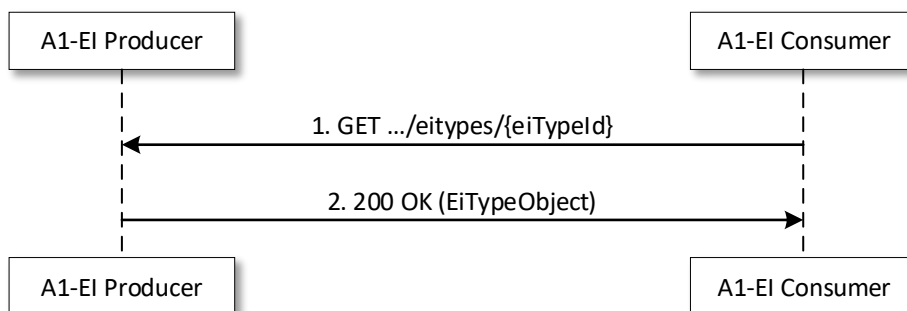 A1-EI Producer
A1-EI Consumer
1. GET .../eitypes/{eiTypeId}
2. 200 OK (EiTypeObject)
A1-EI Producer
A1-EI Consumer